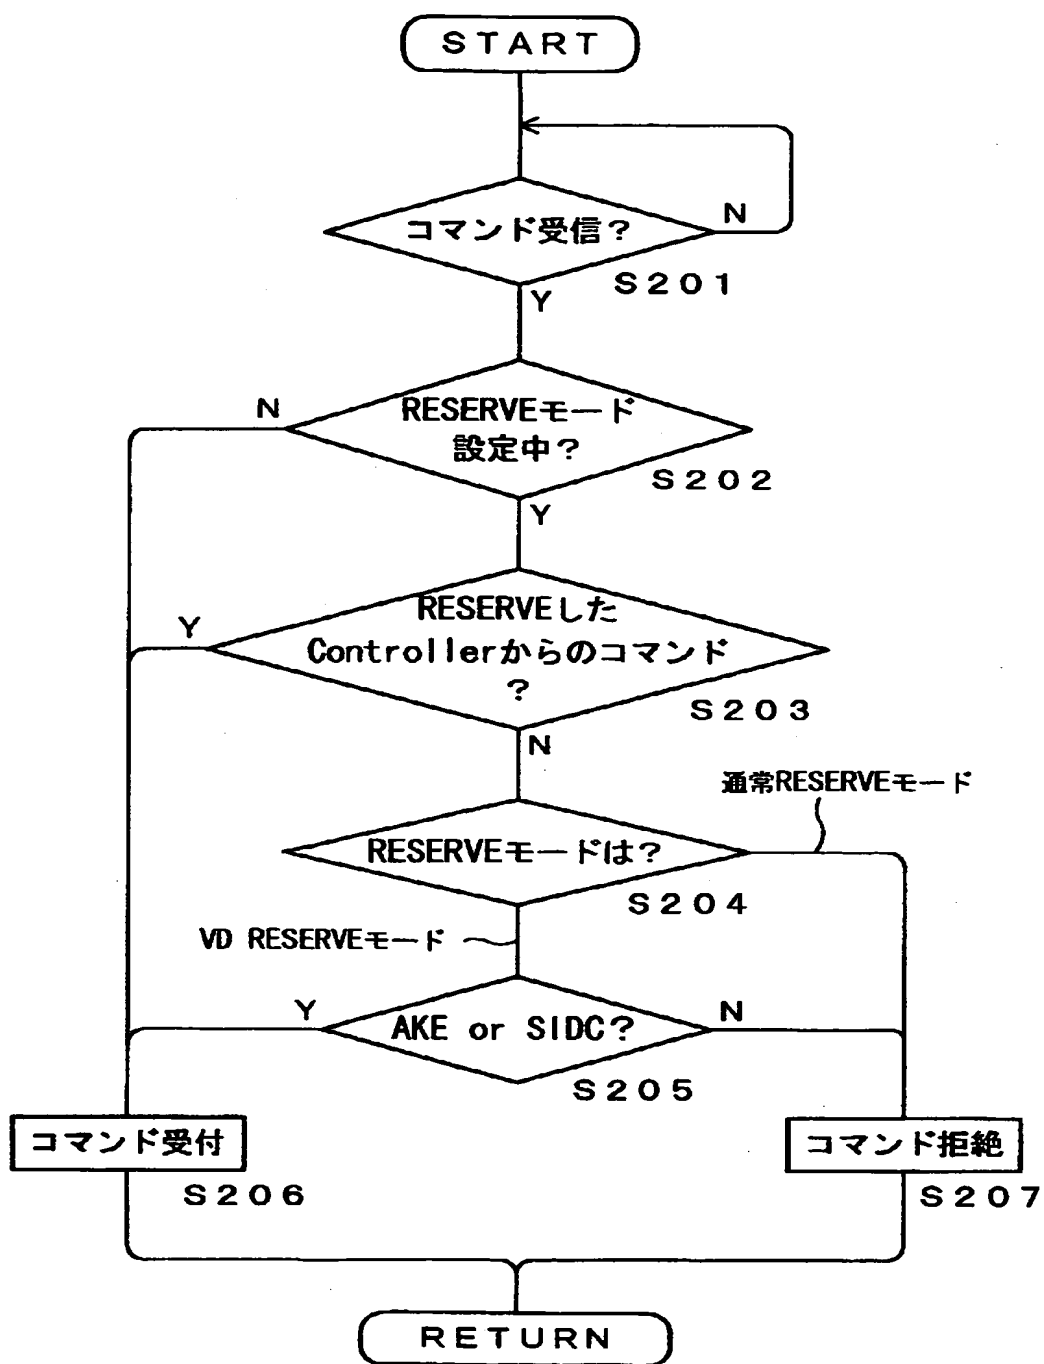 START
コマンド受信?
N
S201
Y
RESERVEモード
設定中?
N
S202
Y
RESERVEした
Controllerからのコマンド
?
Y
S203
N
通常RESERVEモード
RESERVEモードは?
S204
VD RESERVEモード
Y
AKE or SIDC?
N
S205
コマンド受付
コマンド拒絶
S206
S207
RETURN